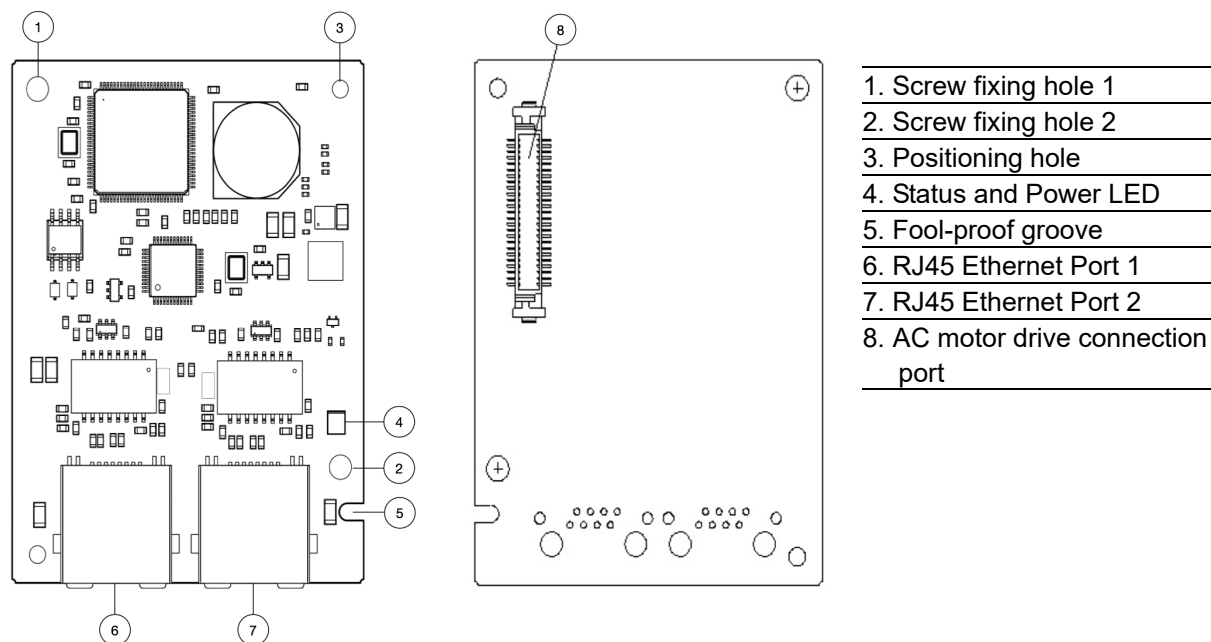 1
3
8
4
2
5
6
7
1. Screw fixing hole 1
2. Screw fixing hole 2
3. Positioning hole
4. Status and Power LED
5. Fool-proof groove
6. RJ45 Ethernet Port 1
7. RJ45 Ethernet Port 2
8. AC motor drive connection
port